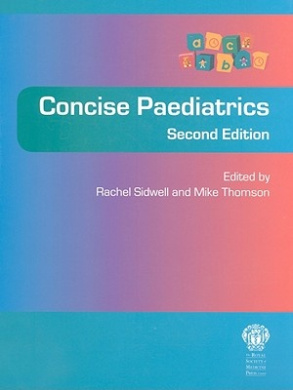 a c b
Concise Paediatrics
Second Edition
Edited by
Rachel Sidwell and Mike Thomson